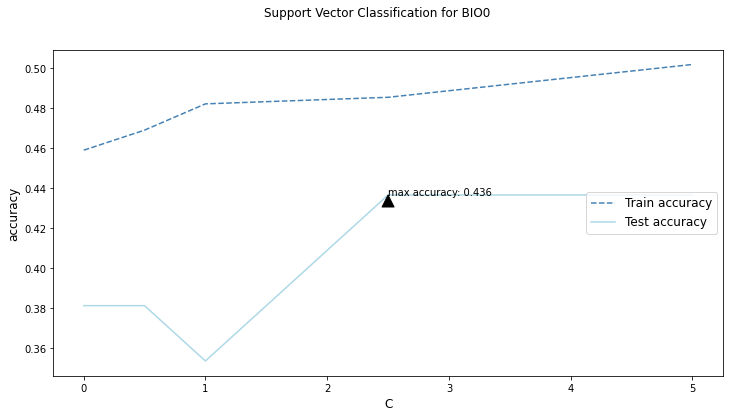 Support Vector Classification for BIO0
0.50
0.48
0.46
0.44
0.42
0.40
0.38
0.36
accuracy
max accuracy: 0.436
Train accuracy
Test accuracy
0
1
2
3
4
5
C